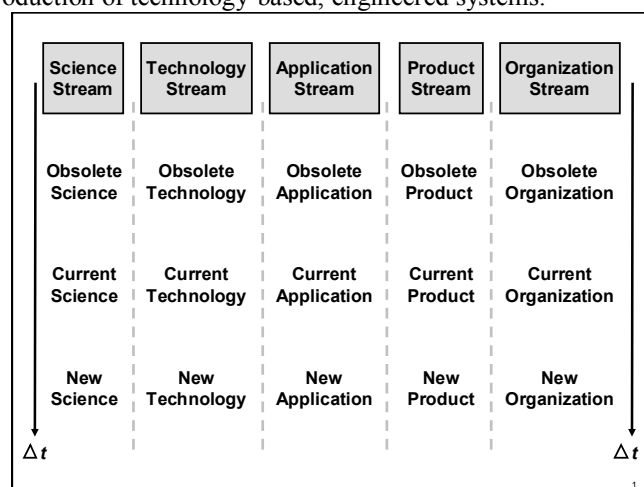 oduction of technology-based, engineered systems.
Science Technology Application Product Organization
Stream Stream Stream Stream Stream
Obsolete Obsolete Obsolete Obsolete Obsolete
Science Technology Application Product Organization
Current Current Current Current Current
Science Technology Application Product Organization
New New New New New
Science Technology Application Product Organization
Δt Δt
1